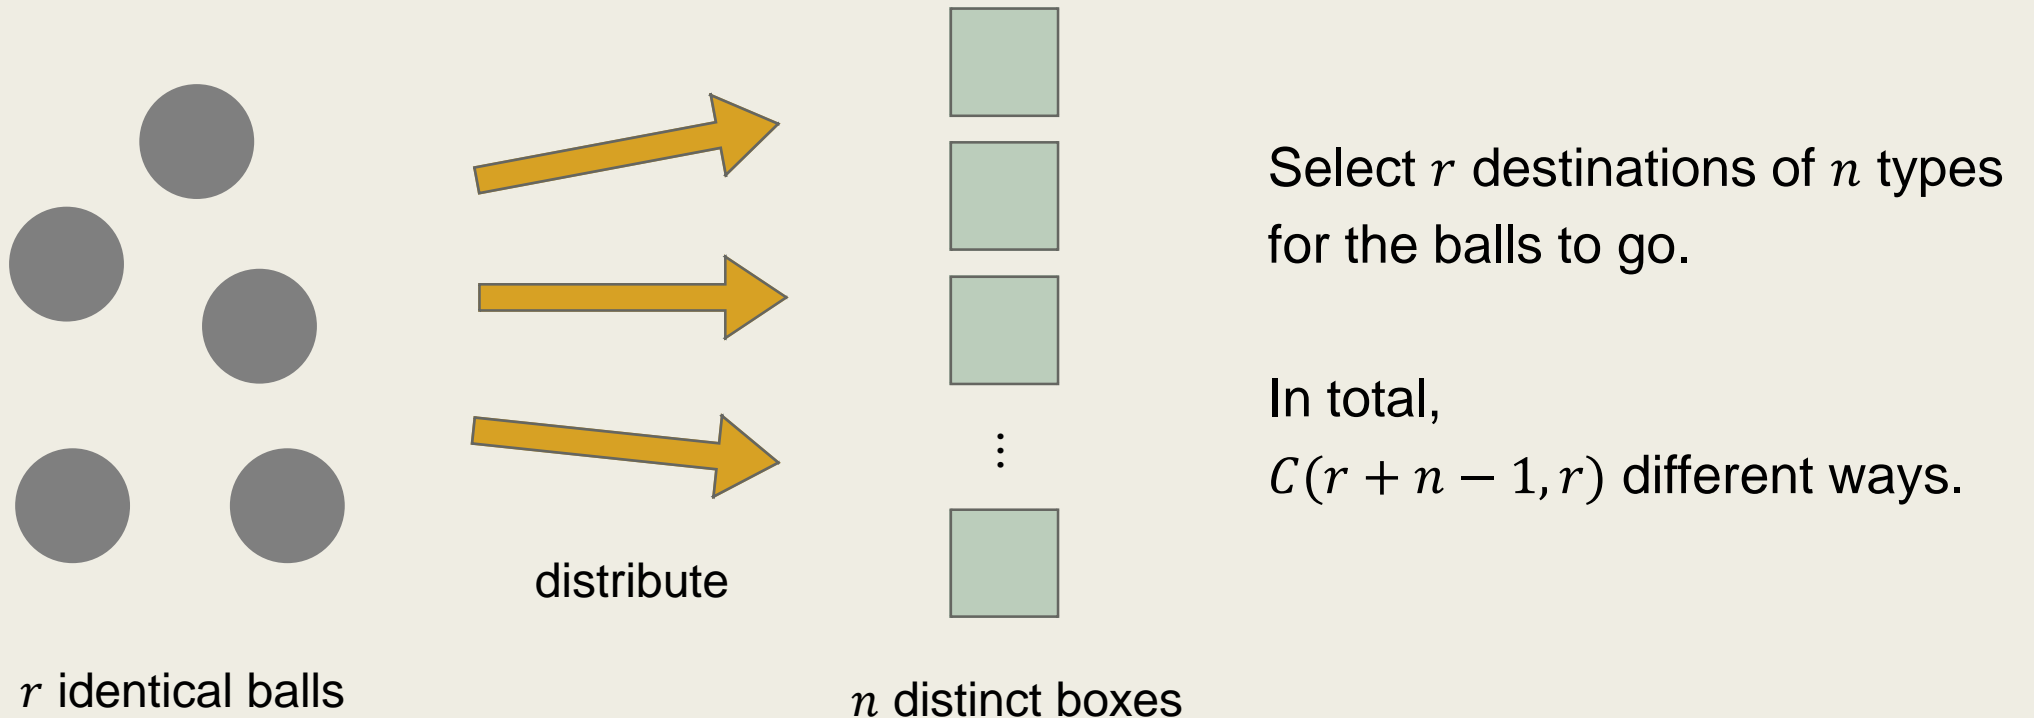 Select 𝑟 destinations of 𝑛 types
for the balls to go.
⋮
In total,
𝐶(𝑟 + 𝑛 − 1, 𝑟) different ways.
distribute
𝑟 identical balls
𝑛 distinct boxes